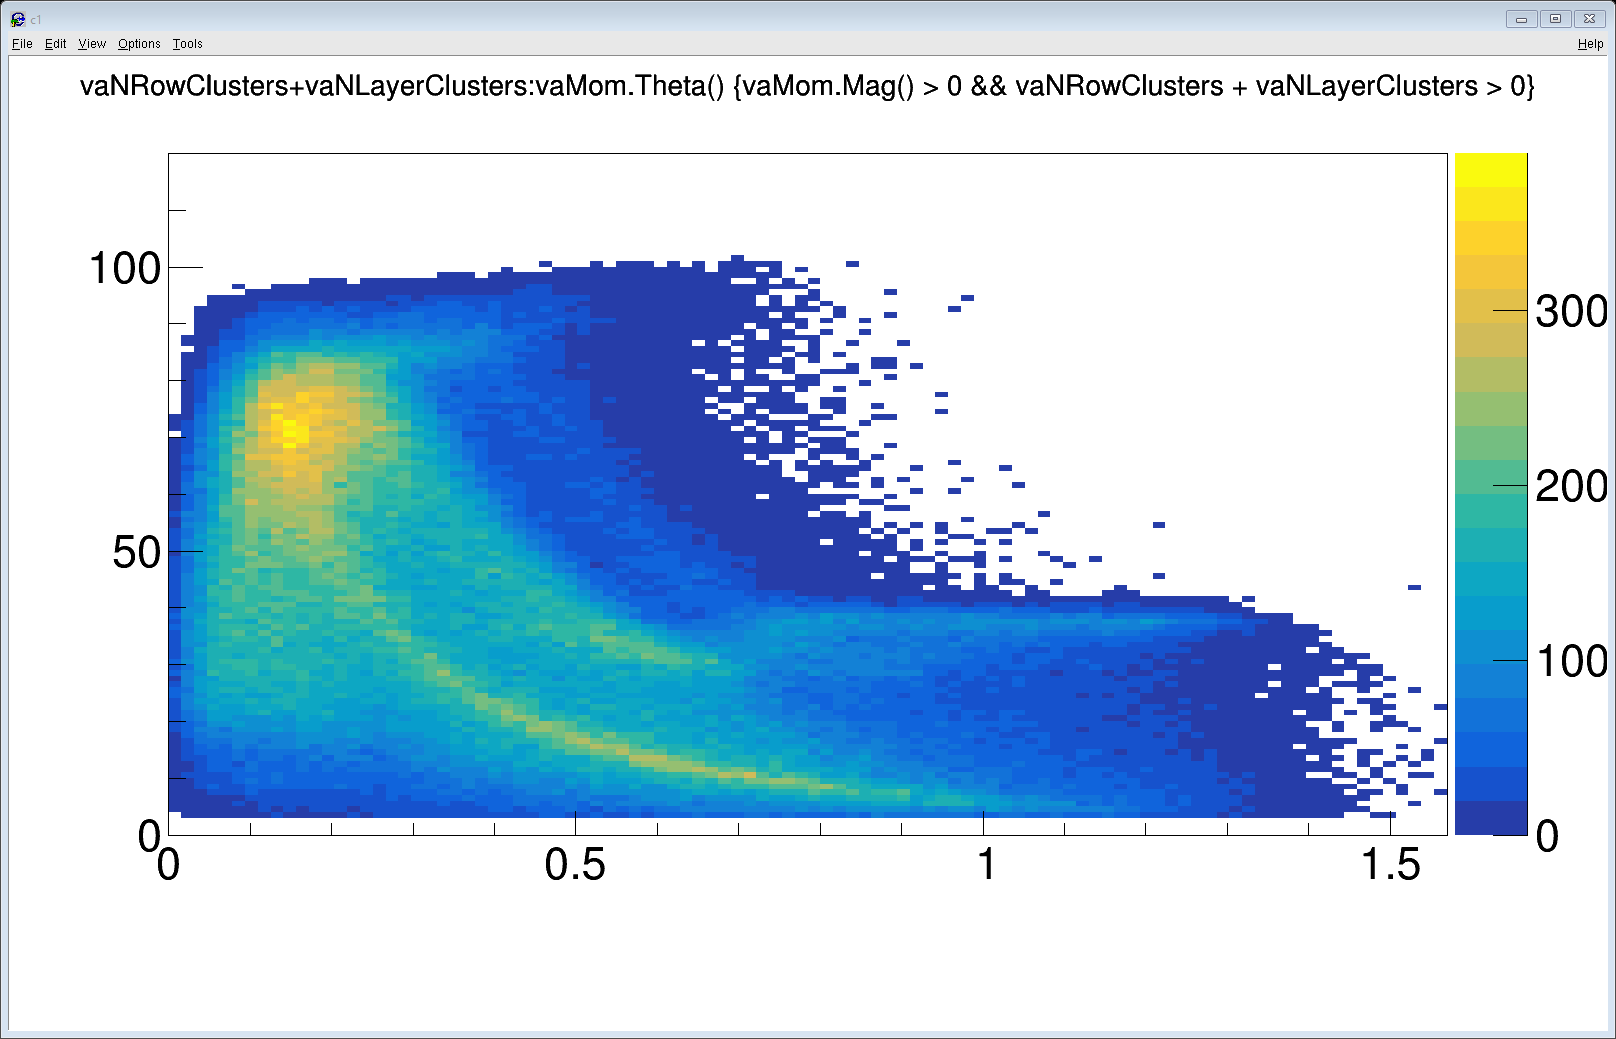 c1
File Edit View Options Tools Help
vaNRowClusters+vaNLayerClusters:vaMom.Theta() {vaMom.Mag() > 0 && vaNRowClusters + vaNLayerClusters > 0}
100
50
0
0 0.5 1 1.5
300
200
100
0